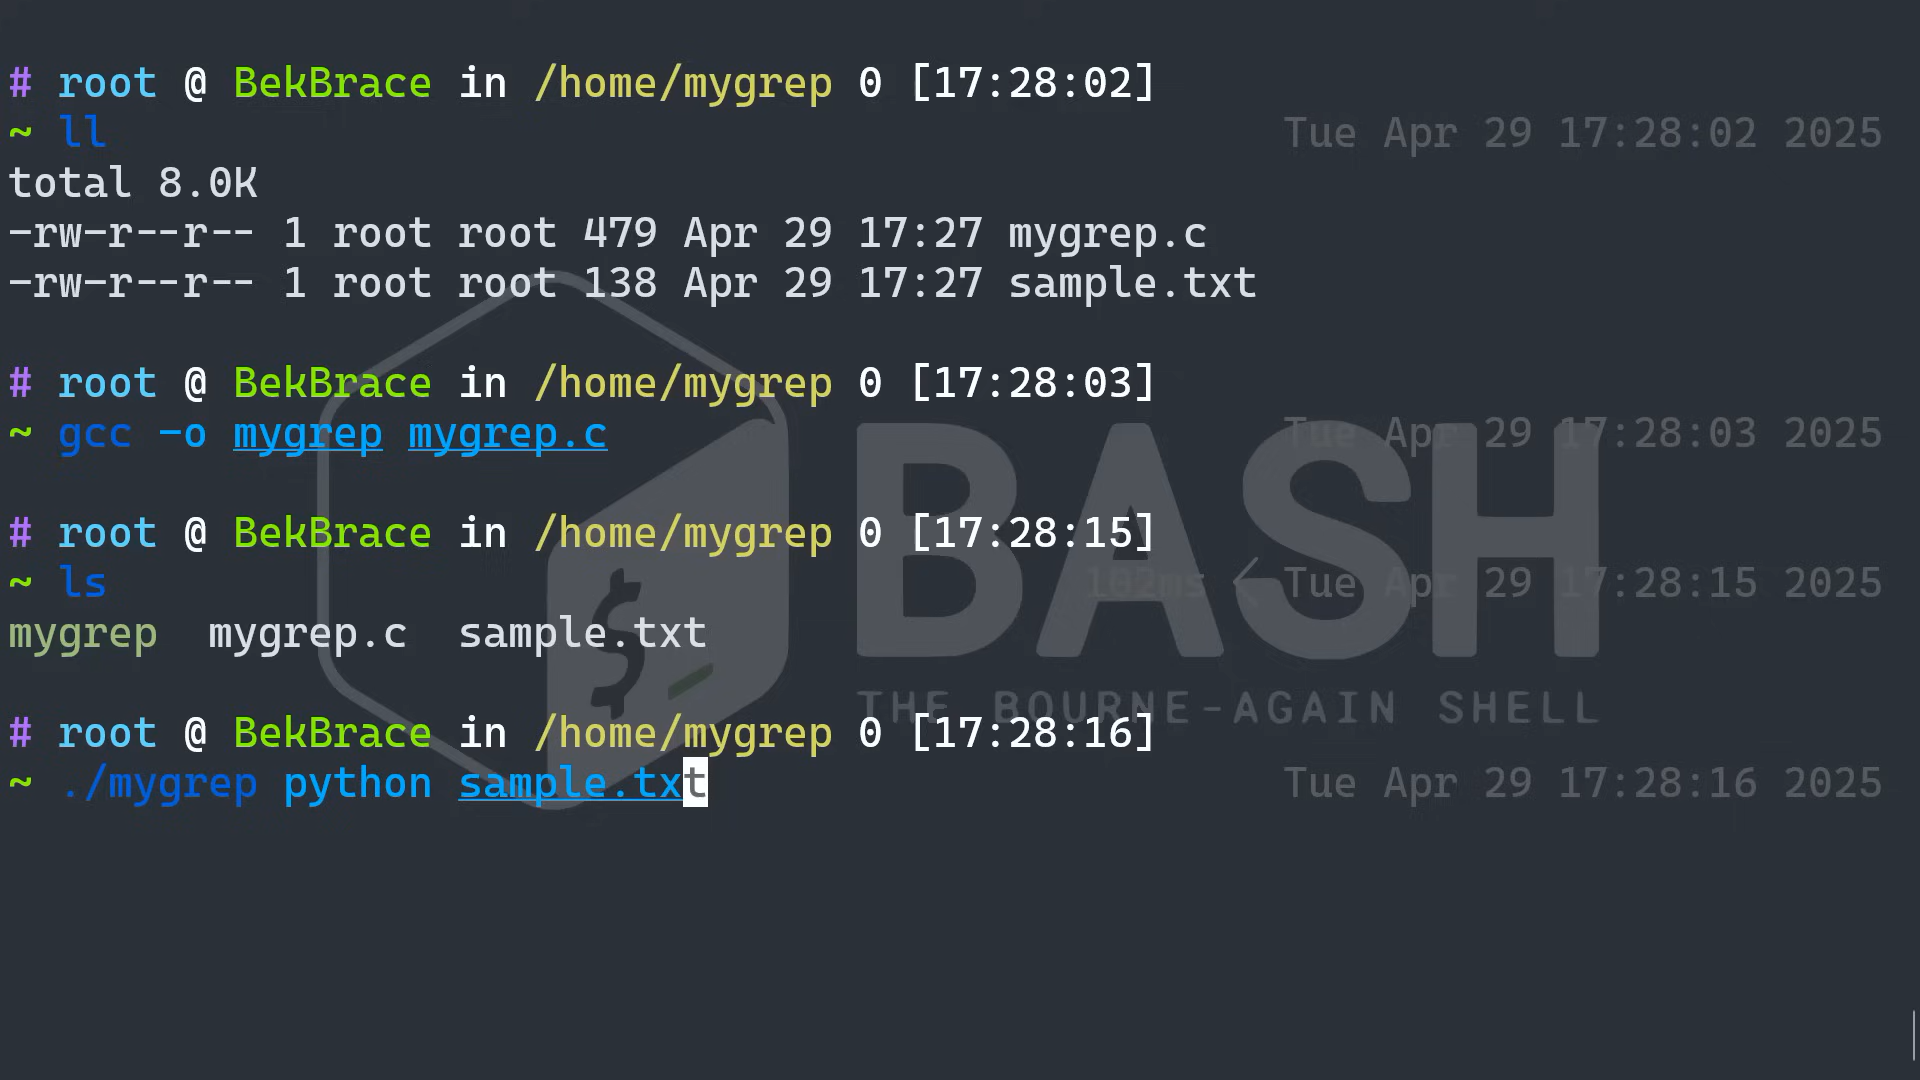 # root @ BekBrace in /home/mygrep 0 [17:28:02]
~ ll Tue Apr 29 17:28:02 2025
total 8.0K
-rw-r--r-- 1 root root 479 Apr 29 17:27 mygrep.c
-rw-r--r-- 1 root root 138 Apr 29 17:27 sample.txt
# root @ BekBrace in /home/mygrep 0 [17:28:03]
~ gcc -o mygrep mygrep.c Tue Apr 29 17:28:03 2025
# root @ BekBrace in /home/mygrep 0 [17:28:15]
~ ls 102ms < Tue Apr 29 17:28:15 2025
mygrep mygrep.c sample.txt
# root @ BekBrace in /home/mygrep 0 [17:28:16]
~ ./mygrep python sample.txt Tue Apr 29 17:28:16 2025
$_
BASH
THE BOURNE-AGAIN SHELL